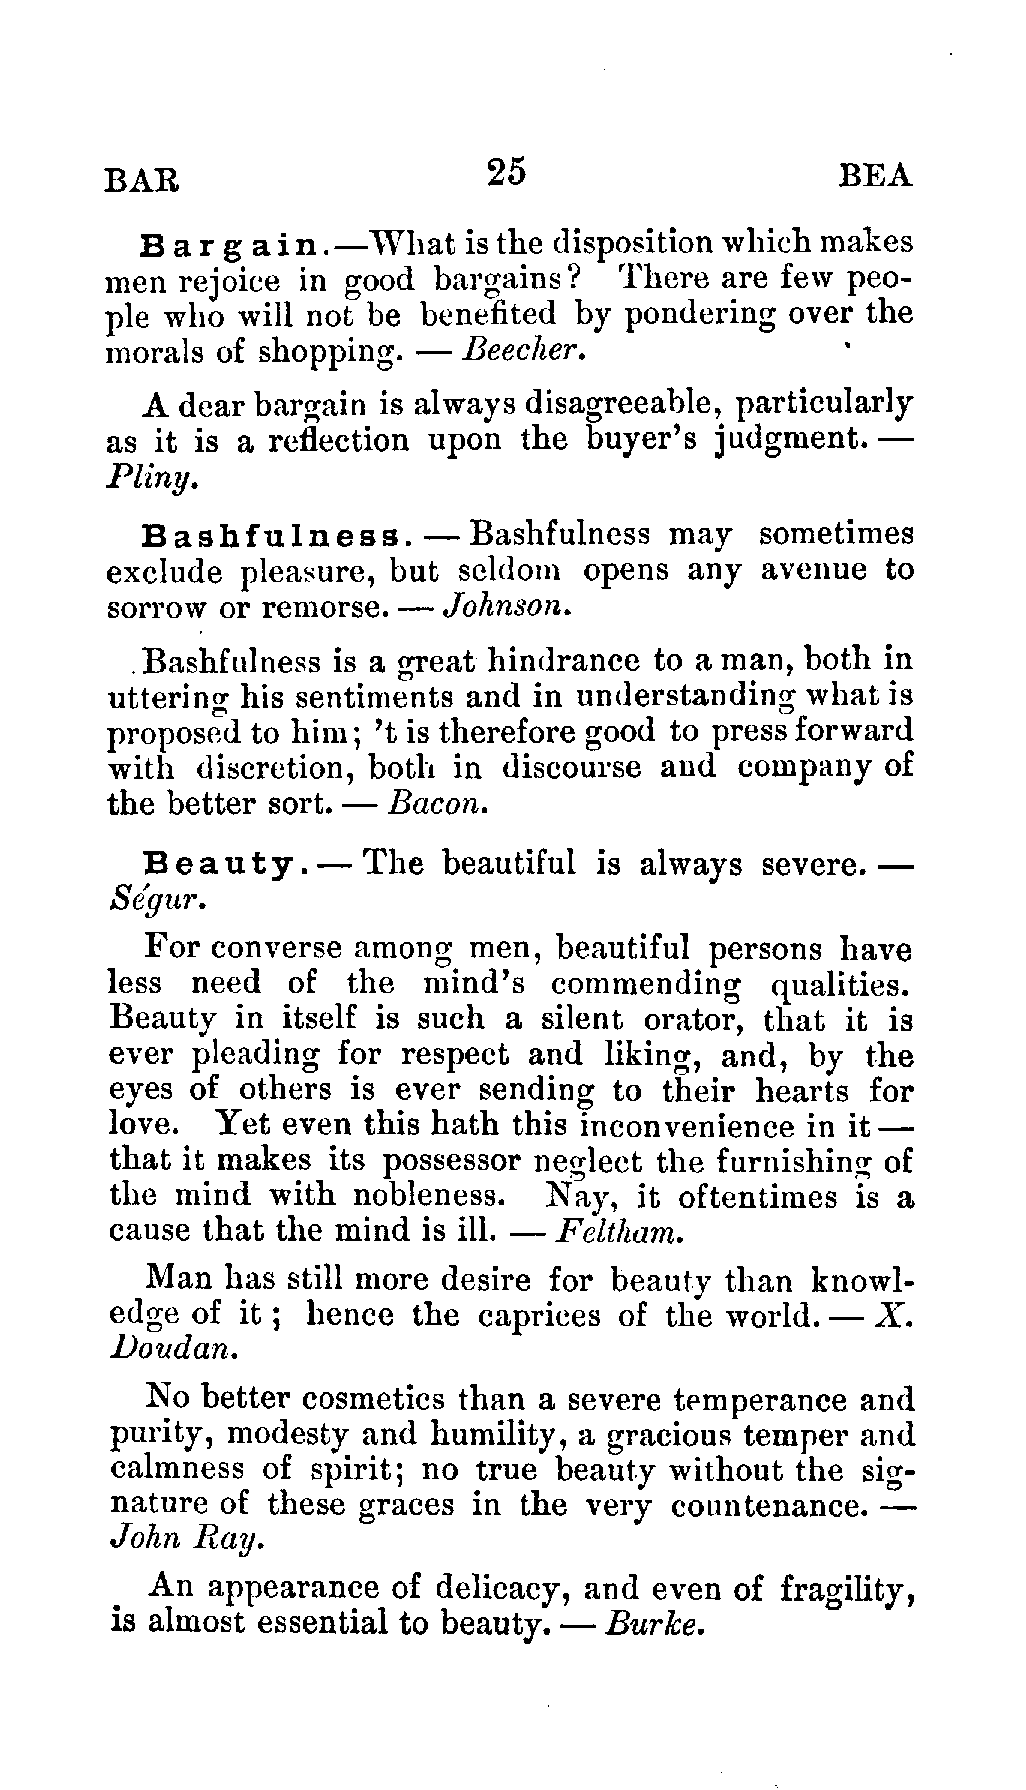 BAR 25 BEA
Bargain.—What is the disposition which makes
men rejoice in good bargains? There are few peo-
ple who will not be benefited by pondering over the
morals of shopping. — Beecher.
A dear bargain is always disagreeable, particularly
as it is a reflection upon the buyer's judgment. —
Pliny.
Bashfulness. — Bashfulness may sometimes
exclude pleasure, but seldom opens any avenue to
sorrow or remorse. — Johnson.
Bashfulness is a great hindrance to a man, both in
uttering his sentiments and in understanding what is
proposed to him; 't is therefore good to press forward
with discretion, both in discourse and company of
the better sort. — Bacon.
Beauty. — The beautiful is always severe. —
Ségur.
For converse among men, beautiful persons have
less need of the mind's commending qualities.
Beauty in itself is such a silent orator, that it is
ever pleading for respect and liking, and, by the
eyes of others is ever sending to their hearts for
love. Yet even this hath this inconvenience in it —
that it makes its possessor neglect the furnishing of
the mind with nobleness. Nay, it oftentimes is a
cause that the mind is ill. — Feltham.
Man has still more desire for beauty than knowl-
edge of it; hence the caprices of the world. — X.
Doudan.
No better cosmetics than a severe temperance and
purity, modesty and humility, a gracious temper and
calmness of spirit; no true beauty without the sig-
nature of these graces in the very countenance. —
John Ray.
An appearance of delicacy, and even of fragility,
is almost essential to beauty. — Burke.